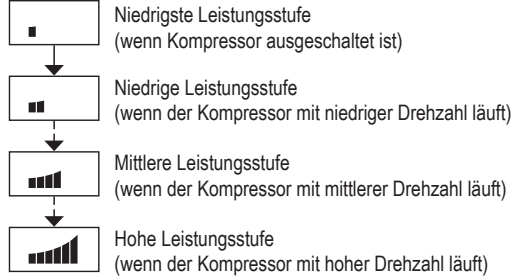 Niedrigste Leistungsstufe
(wenn Kompressor ausgeschaltet ist)
Niedrige Leistungsstufe
(wenn der Kompressor mit niedriger Drehzahl läuft)
Mittlere Leistungsstufe
(wenn der Kompressor mit mittlerer Drehzahl läuft)
Hohe Leistungsstufe
(wenn der Kompressor mit hoher Drehzahl läuft)